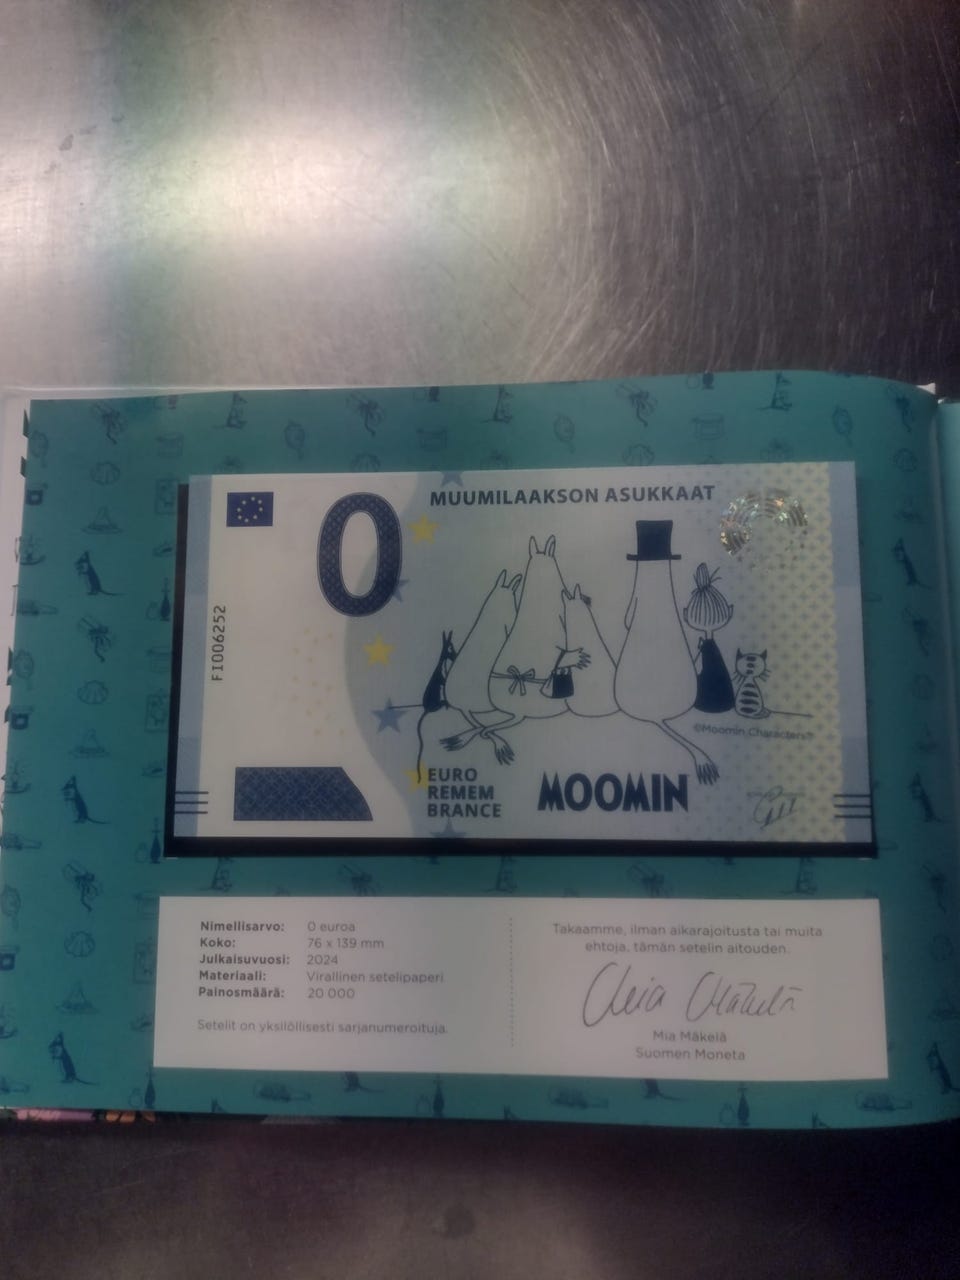 MUUMILAAKSON ASUKKAAT
0
FI006252
©Moomin Characters™
EURO
REMEM
BRANCE
MOOMIN
Nimellisarvo: 0 euroa
Koko: 76 x 139 mm
Julkaisuvuosi: 2024
Materiaali: Virallinen setelipaperi
Painosmäärä: 20 000
Setelit on yksilöllisesti sarjanumeroituja.
Takaamme, ilman aikarajoitusta tai muita
ehtoja, tämän setelin aitouden.
Mia Mäkelä
Mia Mäkelä
Suomen Moneta